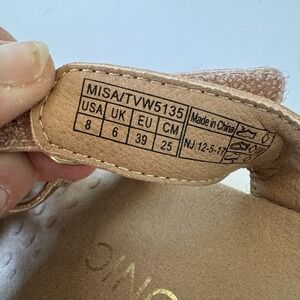 MISA/TVW5135
USA UK EU CM
8 6 39 25
Made in China
NJ:12-5-17
ONIC